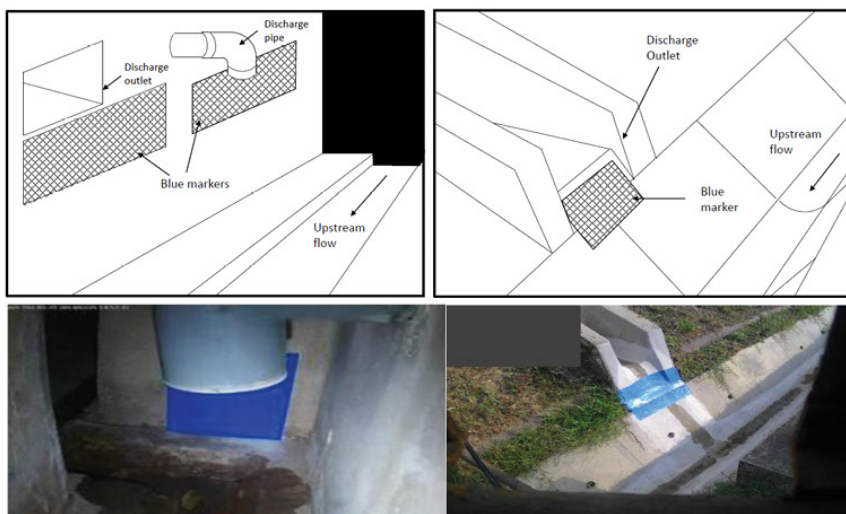 Discharge
pipe
Discharge
outlet
Blue markers
Upstream
flow
Discharge
Outlet
Upstream
flow
Blue
marker